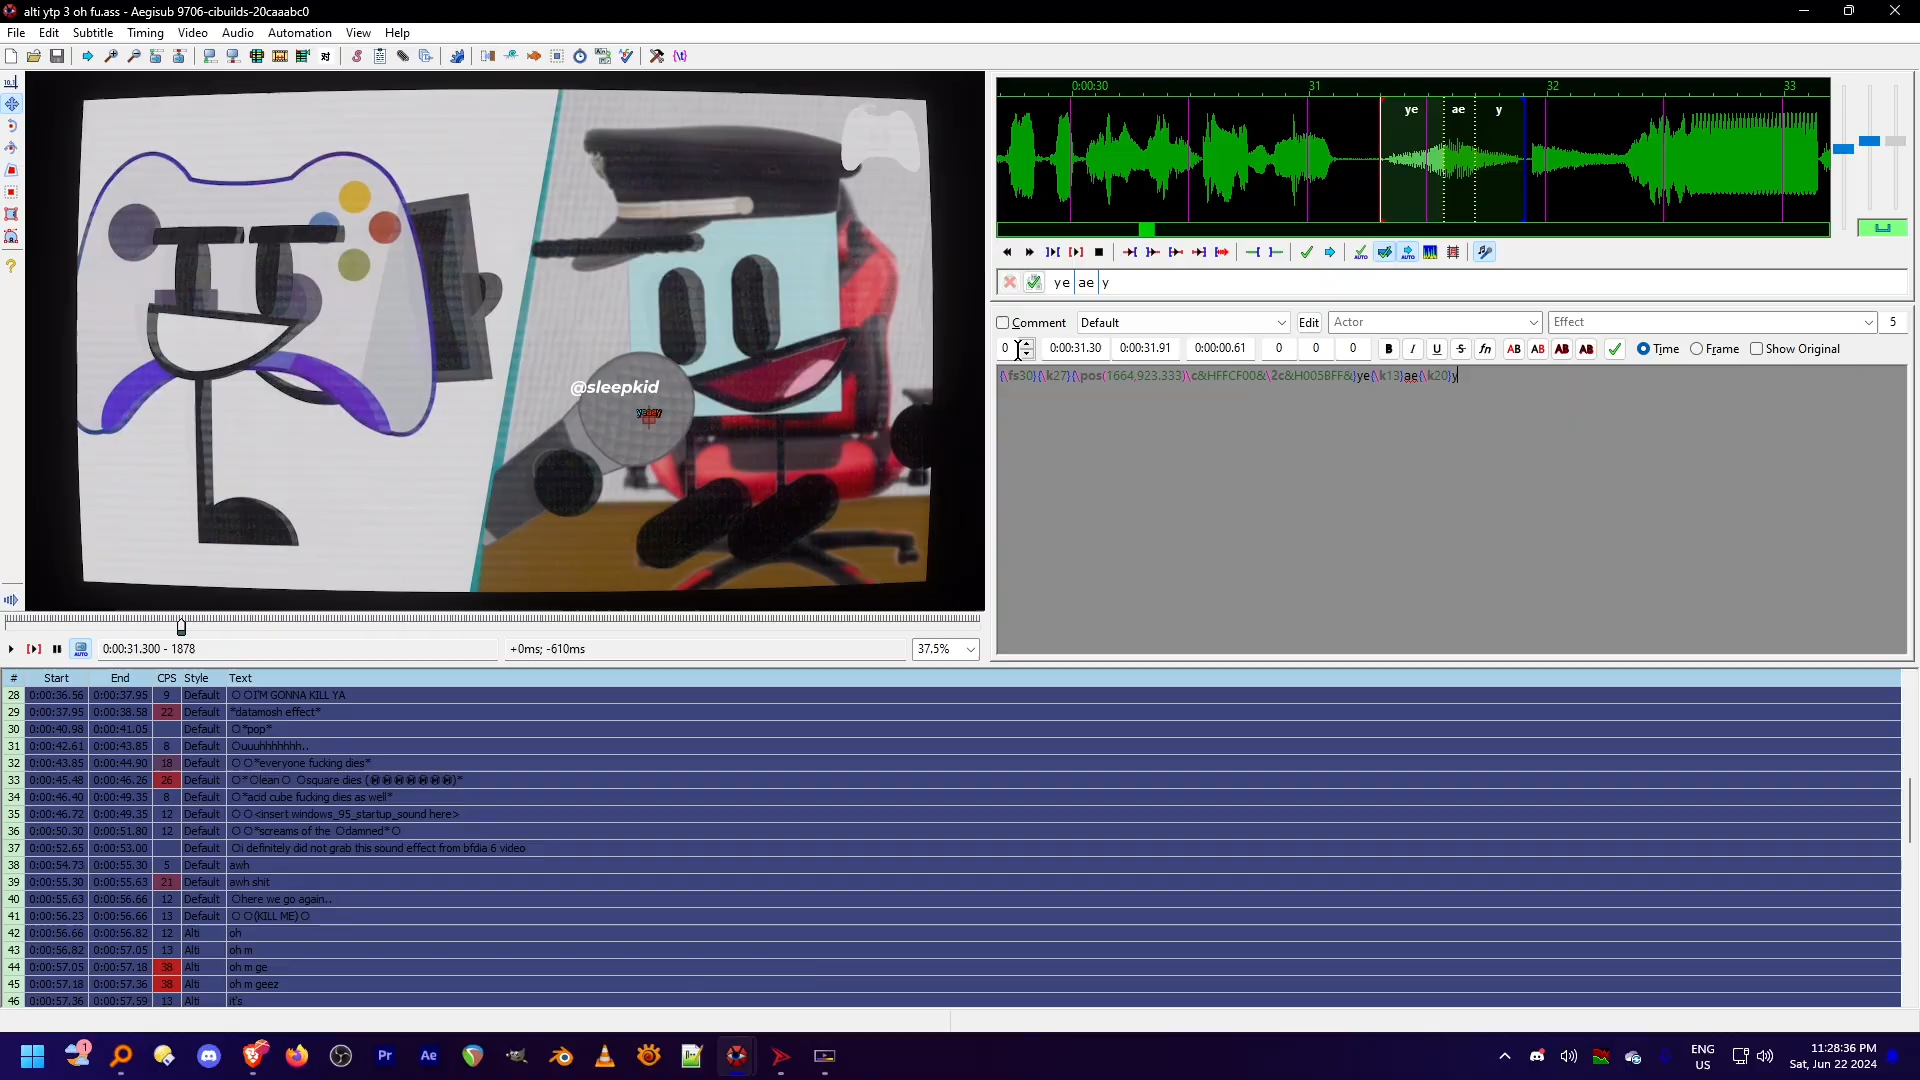 alti ytp 3 oh fu.ass - Aegisub 9706-cibuilds-20caaabc0
File Edit Subtitle Timing Video Audio Automation View Help
0:00:30 31 32 33
ye ae y
@sleepkid
yeaey
ye ae y
Comment Default Edit Actor Effect 5
0 0:00:31.30 0:00:31.91 0:00:00.61 0 0 0 B I U S fn AB AB AB AB Time Frame Show Original
{\fs30}{\k27}{\pos(1664,923.333)\c&HFFCF00&\2c&H005BFF&}ye{\k13}ae{\k20}y
AUTO 0:00:31.300 - 1878 +0ms; -610ms 37.5%
# Start End CPS Style Text
28 0:00:36.56 0:00:37.95 9 Default ○○I'M GONNA KILL YA
29 0:00:37.95 0:00:38.58 22 Default *datamosh effect*
30 0:00:40.98 0:00:41.05 Default ○*pop*
31 0:00:42.61 0:00:43.85 8 Default ○uuuhhhhhhh..
32 0:00:43.85 0:00:44.90 18 Default ○○*everyone fucking dies*
33 0:00:45.48 0:00:46.26 26 Default ○*○lean○ ○square dies (
34 0:00:46.40 0:00:49.35 8 Default ○*acid cube fucking dies as well*
35 0:00:46.72 0:00:49.35 12 Default ○○<insert windows_95_startup_sound here>
36 0:00:50.30 0:00:51.80 12 Default ○○*screams of the ○damned*○
37 0:00:52.65 0:00:53.00 Default ○i definitely did not grab this sound effect from bfdia 6 video
38 0:00:54.73 0:00:55.30 5 Default awh
39 0:00:55.30 0:00:55.63 21 Default awh shit
40 0:00:55.63 0:00:56.66 12 Default ○here we go again..
41 0:00:56.23 0:00:56.66 13 Default ○○(KILL ME)○
42 0:00:56.66 0:00:56.82 12 Alti oh
43 0:00:56.82 0:00:57.05 13 Alti oh m
44 0:00:57.05 0:00:57.18 38 Alti oh m ge
45 0:00:57.18 0:00:57.36 38 Alti oh m geez
46 0:00:57.36 0:00:57.59 13 Alti it's
1 Pr Ae ENG US 11:28:36 PM
Sat, Jun 22 2024